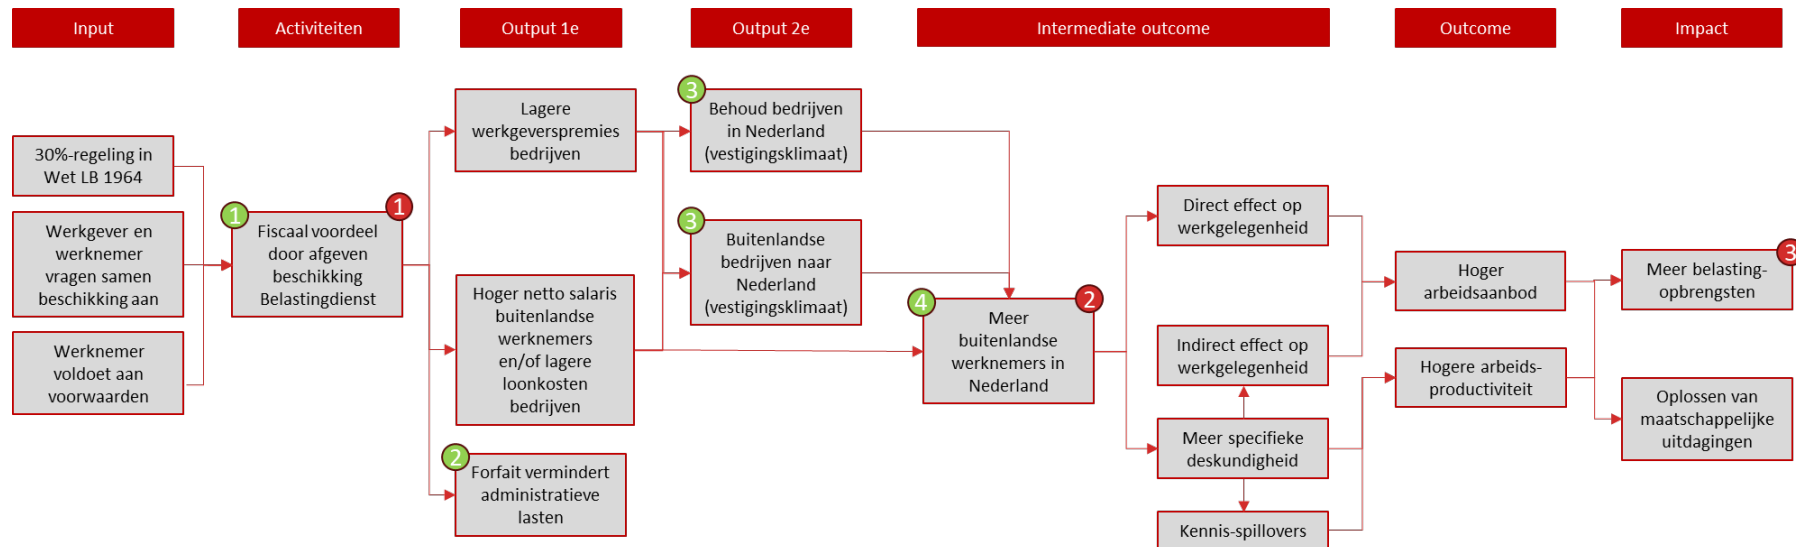 Input
Activiteiten
Output 1e
Output 2e
Intermediate outcome
Outcome
Impact
30%-regeling in
Wet LB 1964
Werkgever en
werknemer
vragen samen
beschikking aan
Werknemer
voldoet aan
voorwaarden
1
1
Fiscaal voordeel
door afgeven
beschikking
Belastingdienst
Lagere
werkgeverspremies
bedrijven
Hoger netto salaris
buitenlandse
werknemers
en/of lagere
loonkosten
bedrijven
2
Forfait vermindert
administratieve
lasten
3
Behoud bedrijven
in Nederland
(vestigingsklimaat)
3
Buitenlandse
bedrijven naar
Nederland
(vestigingsklimaat)
4
2
Meer
buitenlandse
werknemers in
Nederland
Direct effect op
werkgelegenheid
Indirect effect op
werkgelegenheid
Meer specifieke
deskundigheid
Kennis-spillovers
Hoger
arbeidsaanbod
Hogere arbeids-
productiviteit
3
Meer belasting-
opbrengsten
Oplossen van
maatschappelijke
uitdagingen